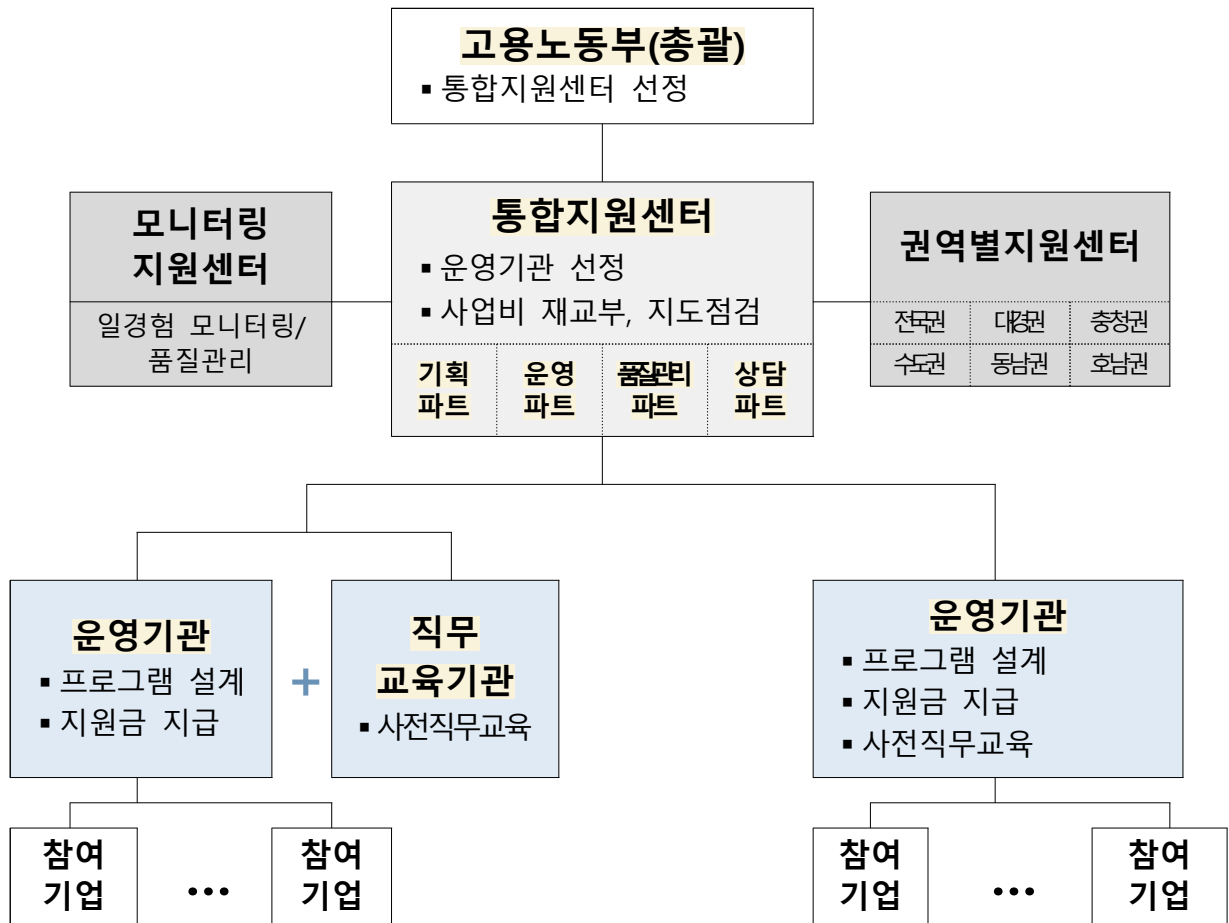 고용노동부(총괄)
▪ 통합지원센터 선정
모니터링
지원센터
일경험 모니터링/
품질관리
통합지원센터
▪ 운영기관 선정
▪ 사업비 재교부, 지도점검
기획
파트
운영
파트
품질관리
파트
상담
파트
권역별지원센터
전국권 대경권 충청권
수도권 동남권 호남권
운영기관
▪ 프로그램 설계
▪ 지원금 지급
+
직무
교육기관
▪ 사전직무교육
운영기관
▪ 프로그램 설계
▪ 지원금 지급
▪ 사전직무교육
참여
기업
•••
참여
기업
참여
기업
•••
참여
기업